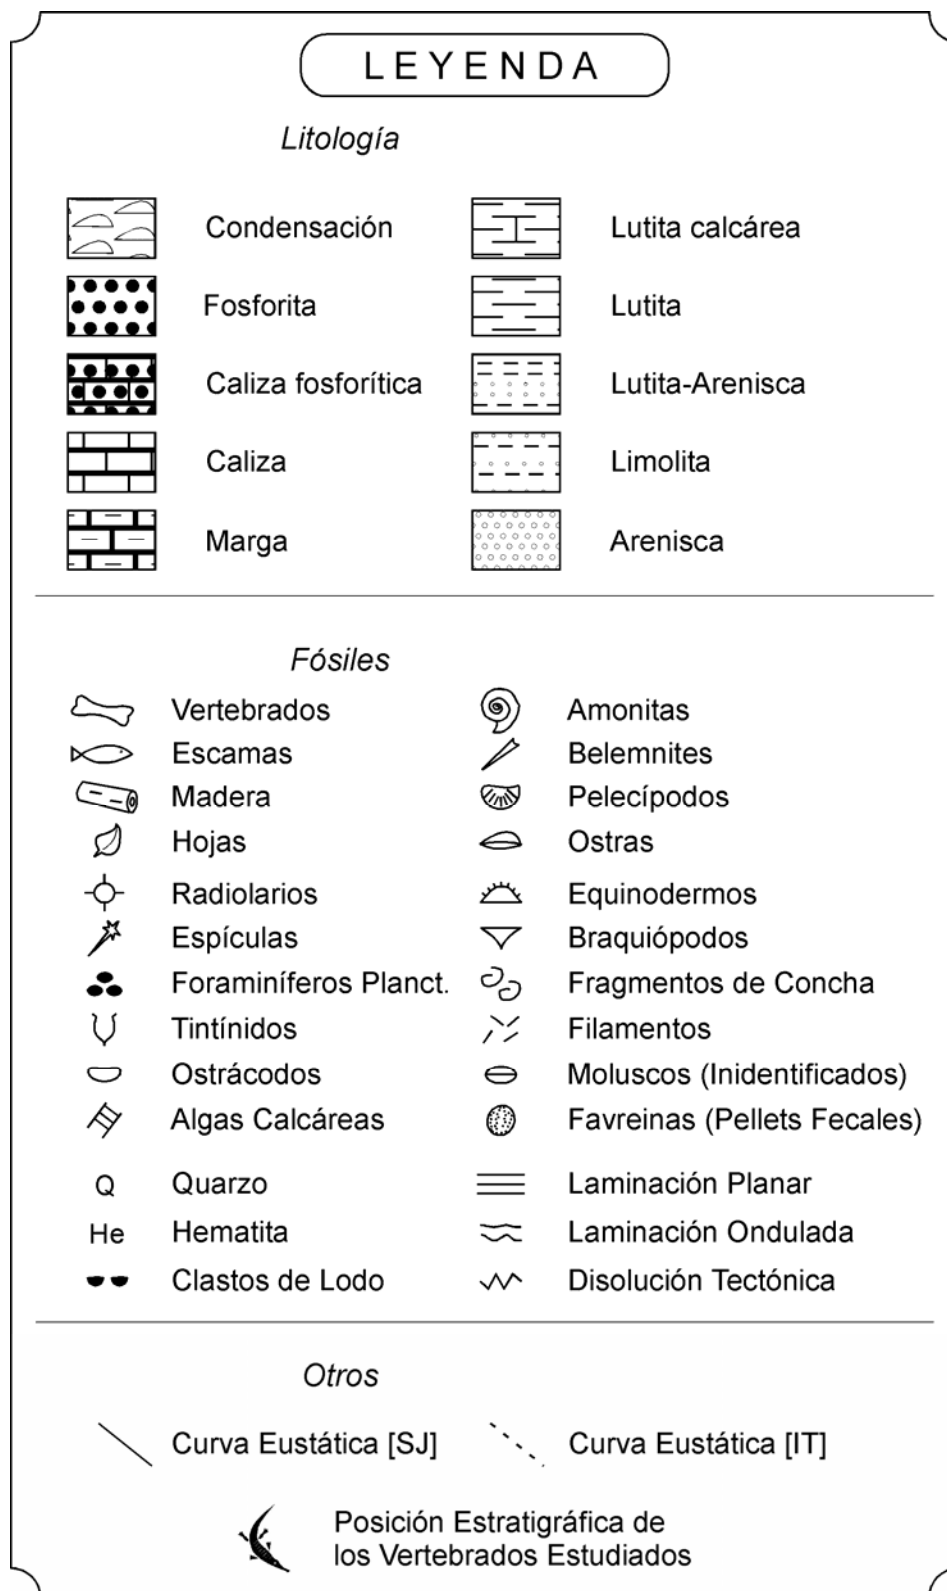 LEYENDA
Litología
Condensación
Lutita calcárea
Fosforita
Lutita
Caliza fosforítica
Lutita-Arenisca
Caliza
Limolita
Marga
Arenisca
Fósiles
Vertebrados
Amonitas
Escamas
Belemnites
Madera
Pelecípodos
Hojas
Ostras
Radiolarios
Equinodermos
Espículas
Braquiópodos
Foraminíferos Planct.
Fragmentos de Concha
Tintínidos
Filamentos
Ostrácodos
Moluscos (Inidentificados)
Algas Calcáreas
Favreinas (Pellets Fecales)
Q Quarzo
Laminación Planar
He Hematita
Laminación Ondulada
Clastos de Lodo
Disolución Tectónica
Otros
Curva Eustática [SJ]
Curva Eustática [IT]
Posición Estratigráfica de
los Vertebrados Estudiados